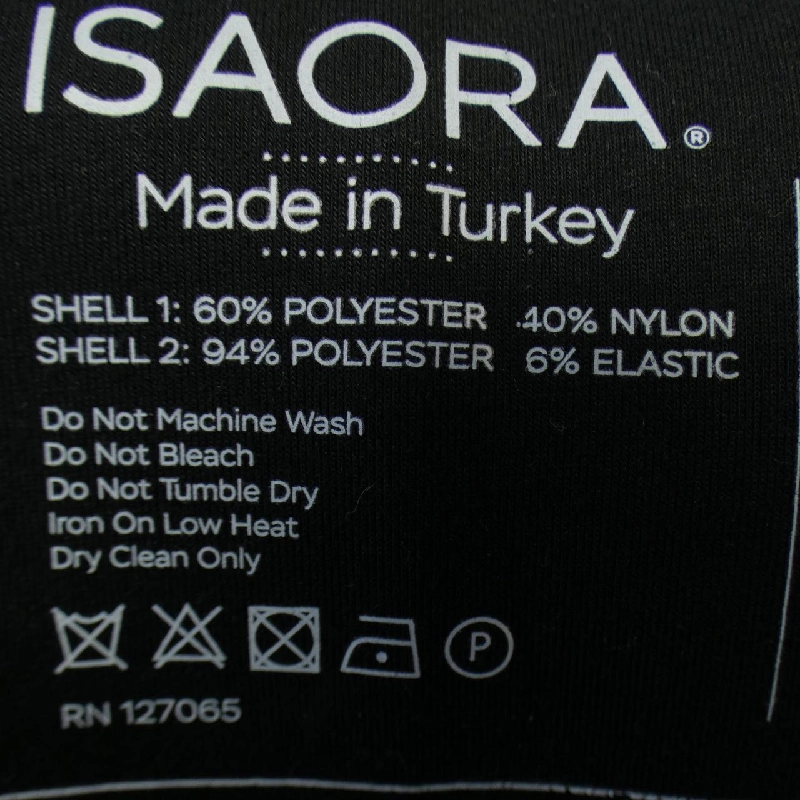 ISAORA®
Made in Turkey
SHELL 1: 60% POLYESTER 40% NYLON
SHELL 2: 94% POLYESTER 6% ELASTIC
Do Not Machine Wash
Do Not Bleach
Do Not Tumble Dry
Iron On Low Heat
Dry Clean Only
P
RN 127065